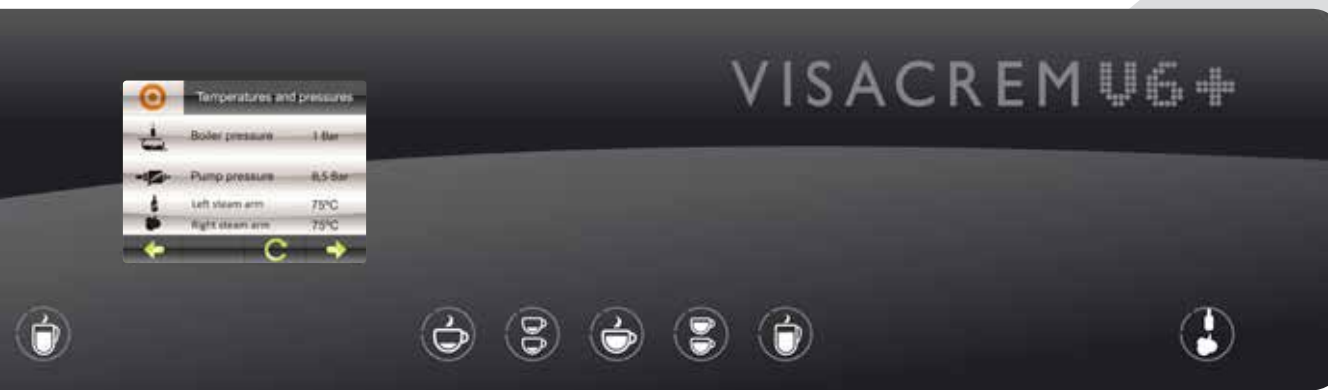 VISACREM V6+
Temperatures and pressures
Boiler pressure 1 Bar
Pump pressure 8,5 Bar
Left steam arm 75ºC
Right steam arm 75ºC